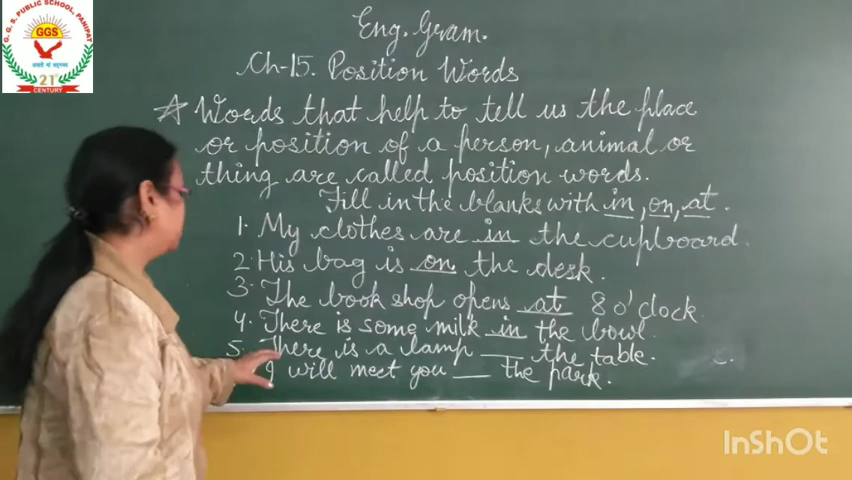 G. G. S. PUBLIC SCHOOL, PANIPAT
GGS
21
CENTURY
Eng. Gram.
Ch-15. Position Words
☆ Words that help to tell us the place
or position of a person, animal or
thing are called position words.
Fill in the blanks with in, on, at.
1. My clothes are in the cupboard.
2. His bag is on the desk.
3. The book shop opens at 8 o'clock.
4. There is some milk in the bowl.
5. There is a lamp ___ the table.
I will meet you ___ the park.
InShOt